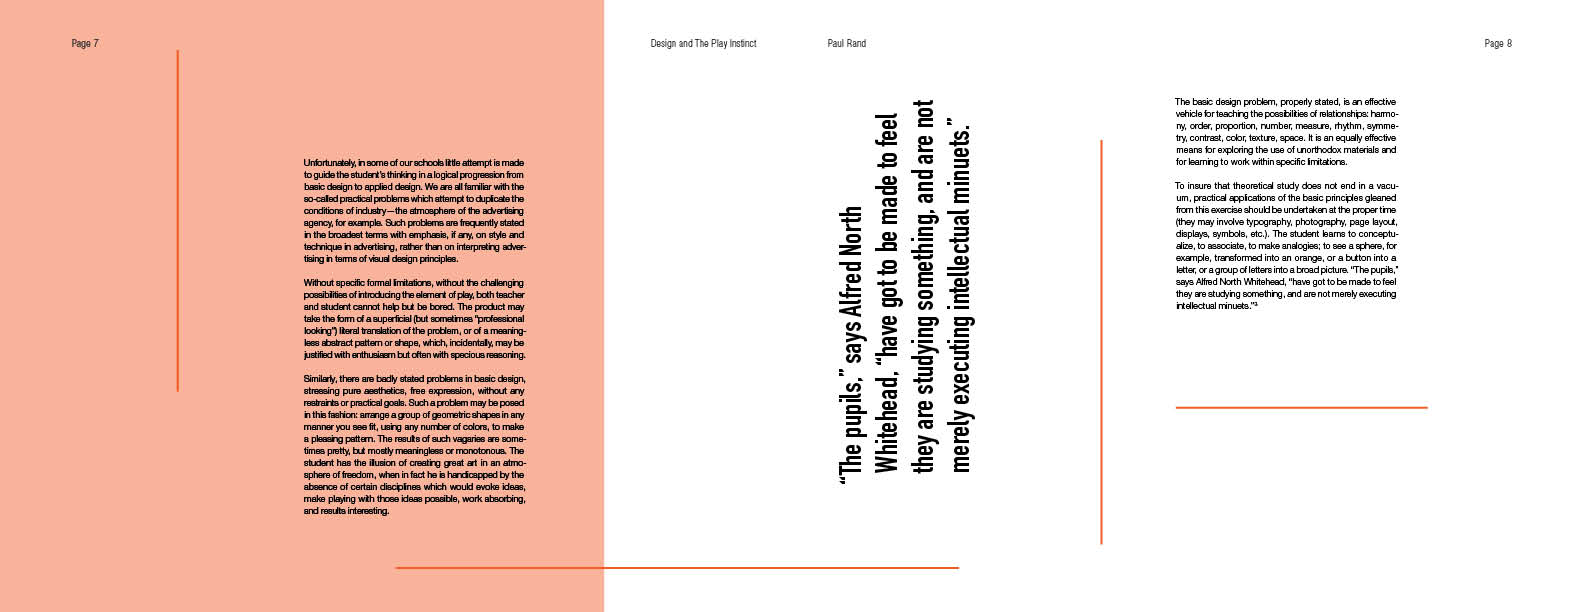 Page 7
Design and The Play Instinct
Paul Rand
Page 8
Unfortunately, in some of our schools little attempt is made
to guide the student's thinking in a logical progression from
basic design to applied design. We are all familiar with the
so-called practical problems which attempt to duplicate the
conditions of industry—the atmosphere of the advertising
agency, for example. Such problems are frequently stated
in the broadest terms with emphasis, if any, on style and
technique in advertising, rather than on interpreting adver-
tising in terms of visual design principles.
Without specific formal limitations, without the challenging
possibilities of introducing the element of play, both teacher
and student cannot help but be bored. The product may
take the form of a superficial (but sometimes "professional
looking") literal translation of the problem, or of a meaning-
less abstract pattern or shape, which, incidentally, may be
justified with enthusiasm but often with specious reasoning.
Similarly, there are badly stated problems in basic design,
stressing pure aesthetics, free expression, without any
restraints or practical goals. Such a problem may be posed
in this fashion: arrange a group of geometric shapes in any
manner you see fit, using any number of colors, to make
a pleasing pattern. The results of such vagaries are some-
times pretty, but mostly meaningless or monotonous. The
student has the illusion of creating great art in an atmo-
sphere of freedom, when in fact he is handicapped by the
absence of certain disciplines which would evoke ideas,
make playing with those ideas possible, work absorbing,
and results interesting.
“The pupils,” says Alfred North
Whitehead, “have got to be made to feel
they are studying something, and are not
merely executing intellectual minuets.”
The basic design problem, properly stated, is an effective
vehicle for teaching the possibilities of relationships: harmo-
ny, order, proportion, number, measure, rhythm, symme-
try, contrast, color, texture, space. It is an equally effective
means for exploring the use of unorthodox materials and
for learning to work within specific limitations.
To insure that theoretical study does not end in a vacu-
um, practical applications of the basic principles gleaned
from this exercise should be undertaken at the proper time
(they may involve typography, photography, page layout,
displays, symbols, etc.). The student learns to conceptu-
alize, to associate, to make analogies; to see a sphere, for
example, transformed into an orange, or a button into a
letter, or a group of letters into a broad picture. “The pupils,”
says Alfred North Whitehead, “have got to be made to feel
they are studying something, and are not merely executing
intellectual minuets.”³